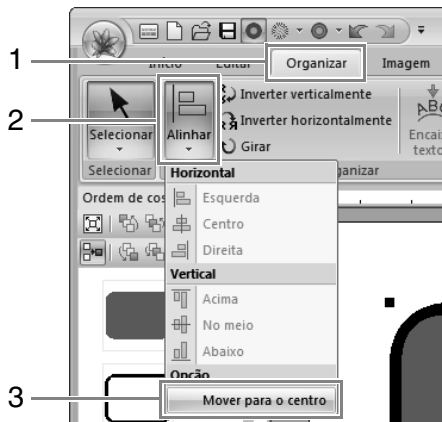 1
Início Editar Organizar Imagem
2
Selecionar
Alinhar
Inverter verticalmente
Inverter horizontalmente
Girar
ABC
Encai
texto
Selecionar
ganizar
Ordem de cos
Horizontal
Esquerda
Centro
Direita
Vertical
Acima
No meio
Abaixo
Opção
3
Mover para o centro